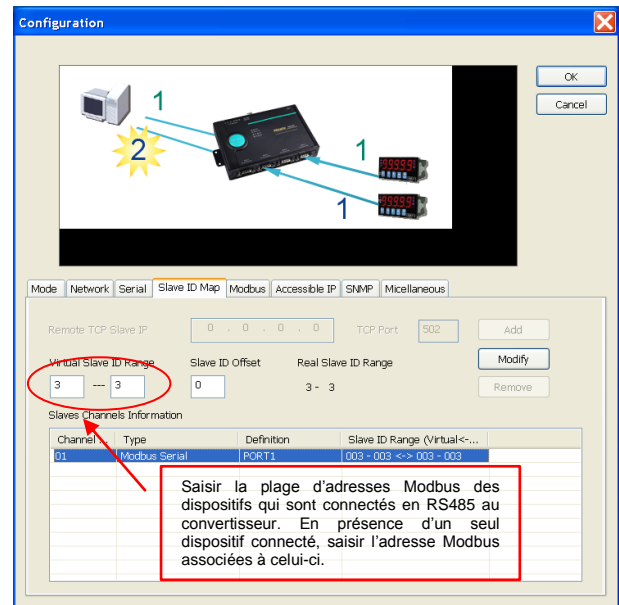 Configuration
OK
Cancel
1
2
1
1
Mode Network Serial Slave ID Map Modbus Accessible IP SNMP Micellaneous
Remote TCP Slave IP 0 . 0 . 0 . 0 TCP Port 502 Add
Virtual Slave ID Range Slave ID Offset Real Slave ID Range Modify
3 --- 3 0 3 - 3 Remove
Slaves Channels Information
Channel ... Type Definition Slave ID Range (Virtual<-...
01 Modbus Serial PORT1 003 - 003 <-> 003 - 003
Saisir la plage d’adresses Modbus des
dispositifs qui sont connectés en RS485 au
convertisseur. En présence d’un seul
dispositif connecté, saisir l’adresse Modbus
associées à celui-ci.